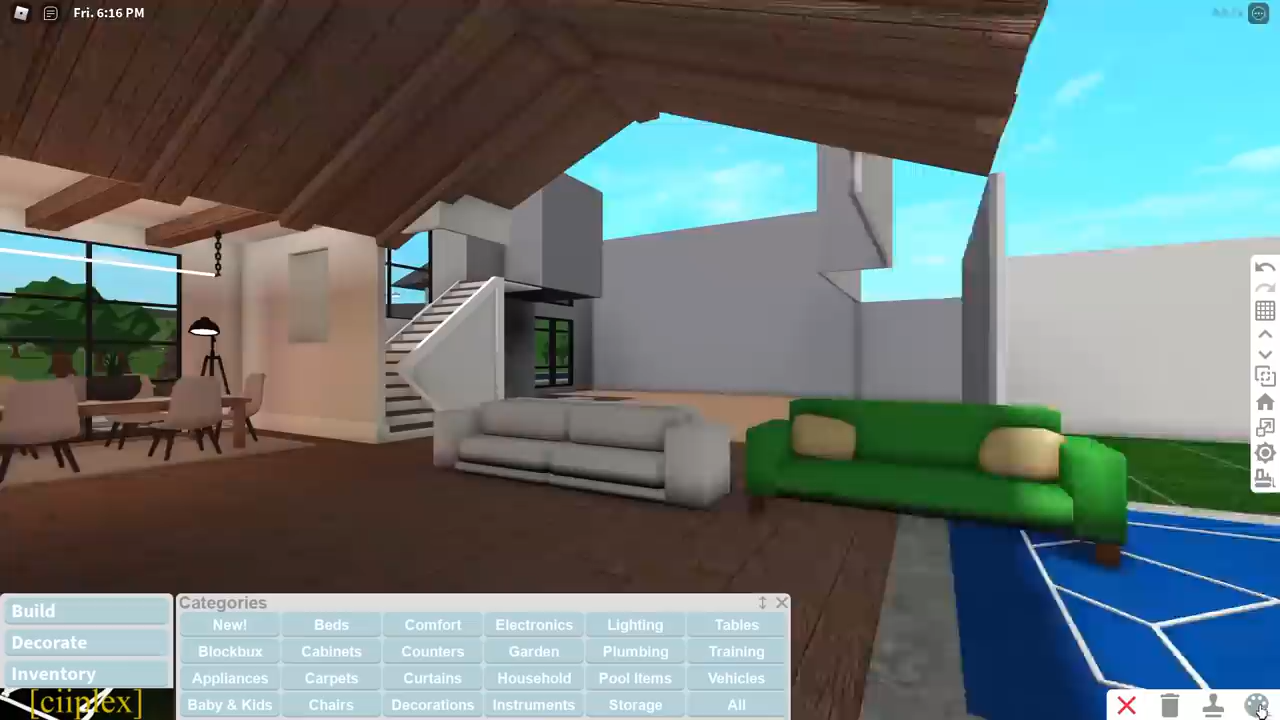 Fri. 6:16 PM
Build
Decorate
Inventory
[ciiplex]
Categories
New! Beds Comfort Electronics Lighting Tables
Blockbux Cabinets Counters Garden Plumbing Training
Appliances Carpets Curtains Household Pool Items Vehicles
Baby & Kids Chairs Decorations Instruments Storage All